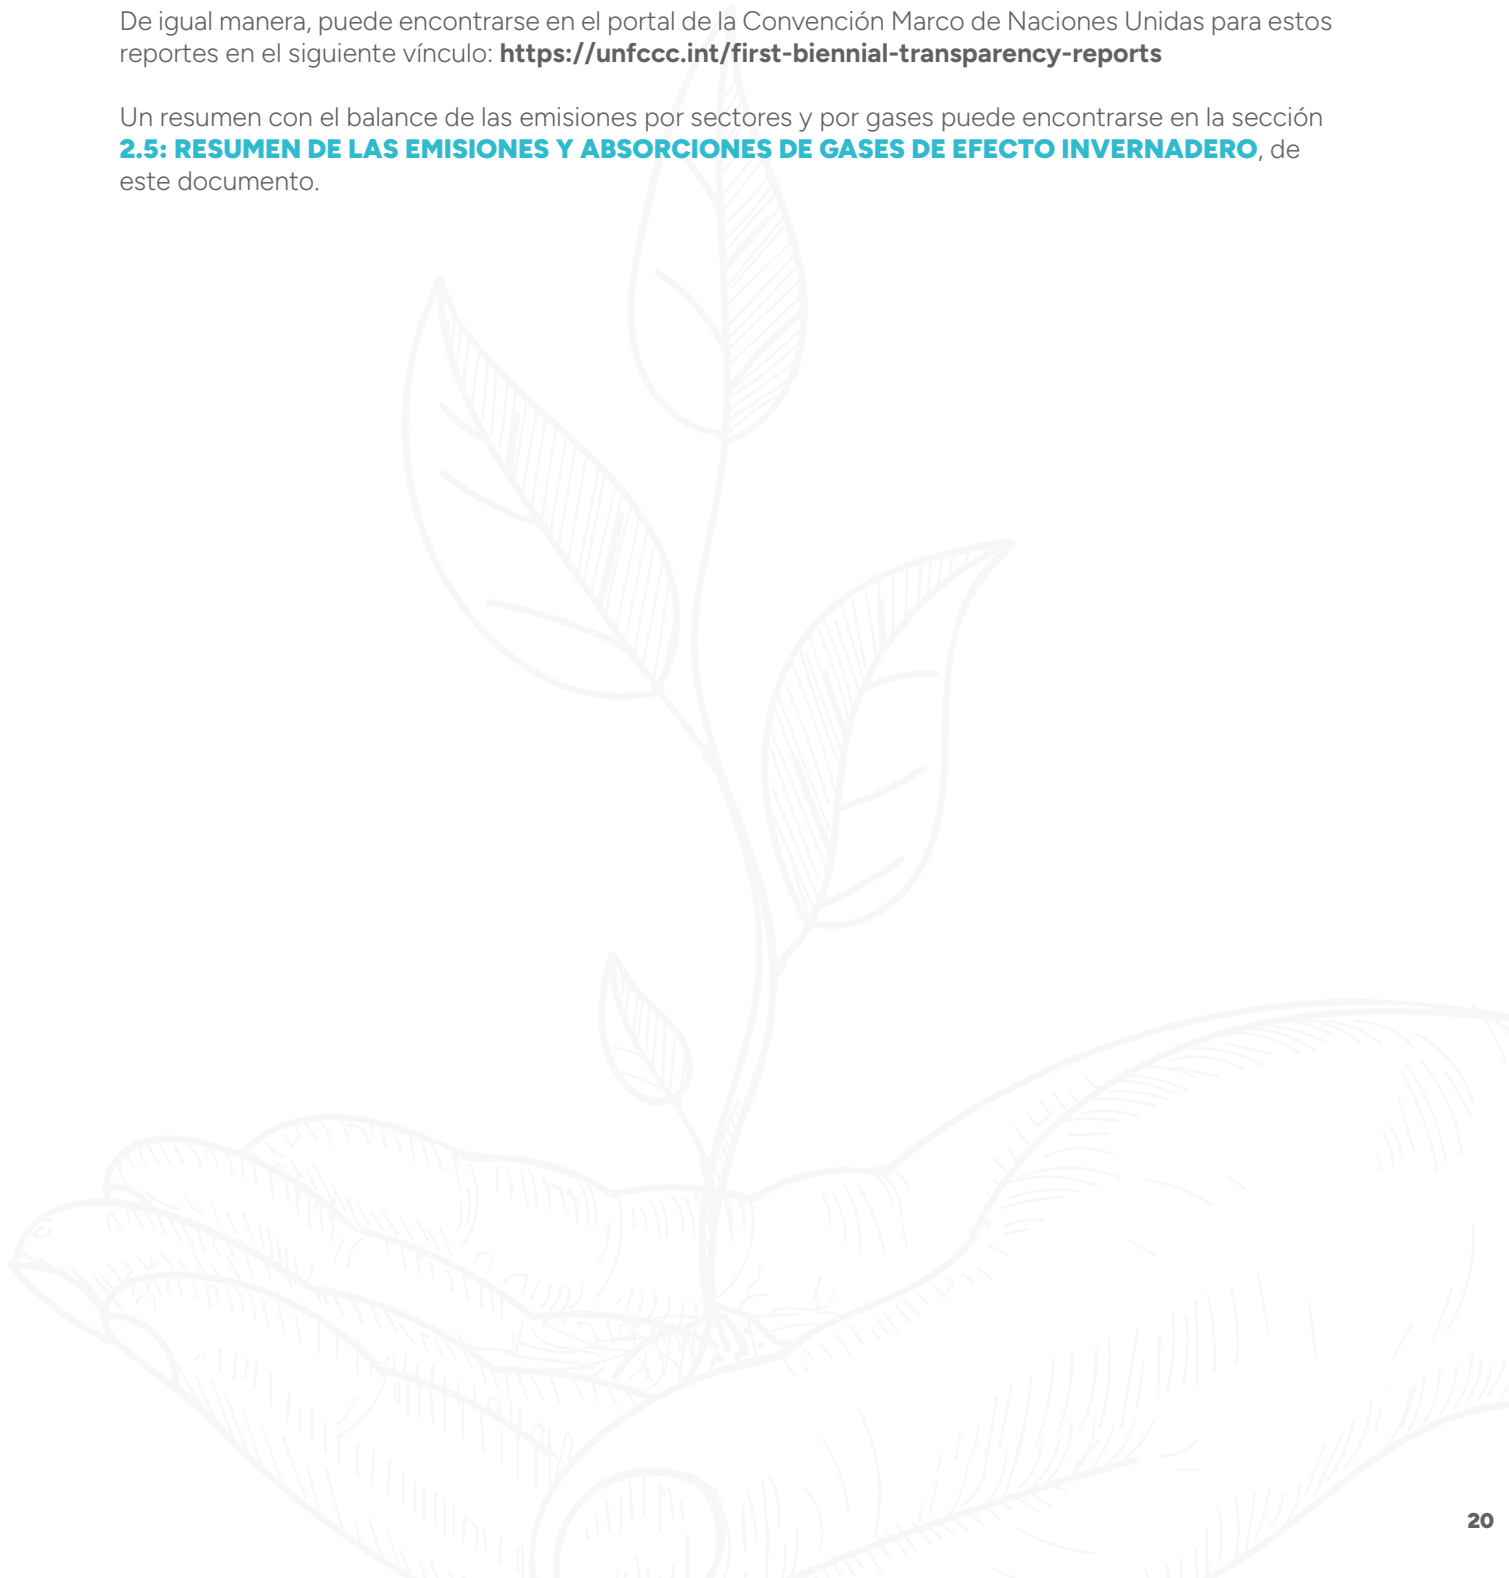 De igual manera, puede encontrarse en el portal de la Convención Marco de Naciones Unidas para estos
reportes en el siguiente vínculo: https://unfccc.int/first-biennial-transparency-reports
Un resumen con el balance de las emisiones por sectores y por gases puede encontrarse en la sección
2.5: RESUMEN DE LAS EMISIONES Y ABSORCIONES DE GASES DE EFECTO INVERNADERO, de
este documento.
20